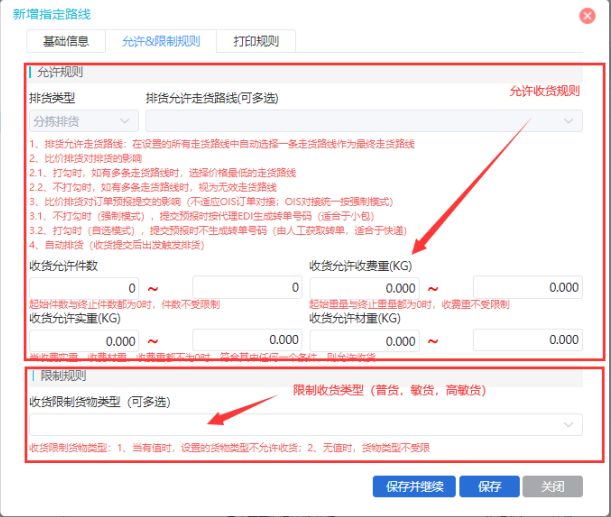 新增指定路线
基础信息 允许&限制规则 打印规则
允许规则
排货类型 排货允许走货路线(可多选) 允许收货规则
分拣排货
1、排货允许走货路线：在设置的所有走货路线中自动选择一条走货路线作为最终走货路线
2、比价排货对排货的影响
2.1、打勾时，如有多条走货路线时，选择价格最低的走货路线
2.2、不打勾时，如有多条走货路线时，视为无效走货路线
3、比价排货对订单预报提交的影响（不适应OIS订单对接；OIS对接统一按强制模式）
3.1、不打勾时（强制模式），提交预报时按代理EDI生成转单号码（适合于小包）
3.2、打勾时（自选模式），提交预报时不生成转单号码（由人工获取转单，适合于快递）
4、自动排货（收货提交后出发触发排货）
收货允许件数 收货允许收费重(KG)
0 ~ 0 0.000 ~ 0.000
起始件数与终止件数都为0时，件数不受限制 起始重量与终止重量都为0时，收费重不受限制
收货允许实重(KG) 收货允许材重(KG)
0.000 ~ 0.000 0.000 ~ 0.000
当收费实重，收费材重，收费重都不为0时，符合其中任何一个条件，则允许收货
限制规则
收货限制货物类型（可多选） 限制收货类型（普货，敏货，高敏货）
收货限制货物类型：1、当有值时，设置的货物类型不允许收货；2、无值时，货物类型不受限
保存并继续 保存 关闭